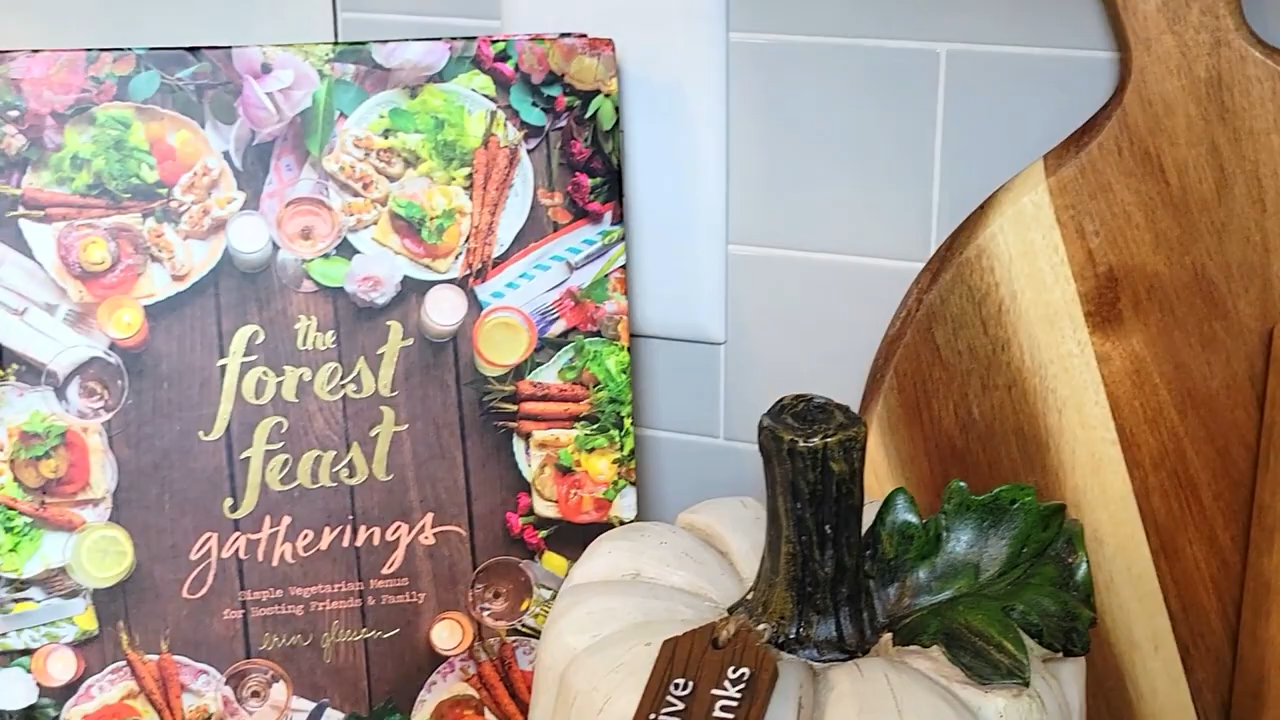 the
forest
feast
gatherings
Simple Vegetarian Menus
for Hosting Friends & Family
erin gleeson
ive
nks